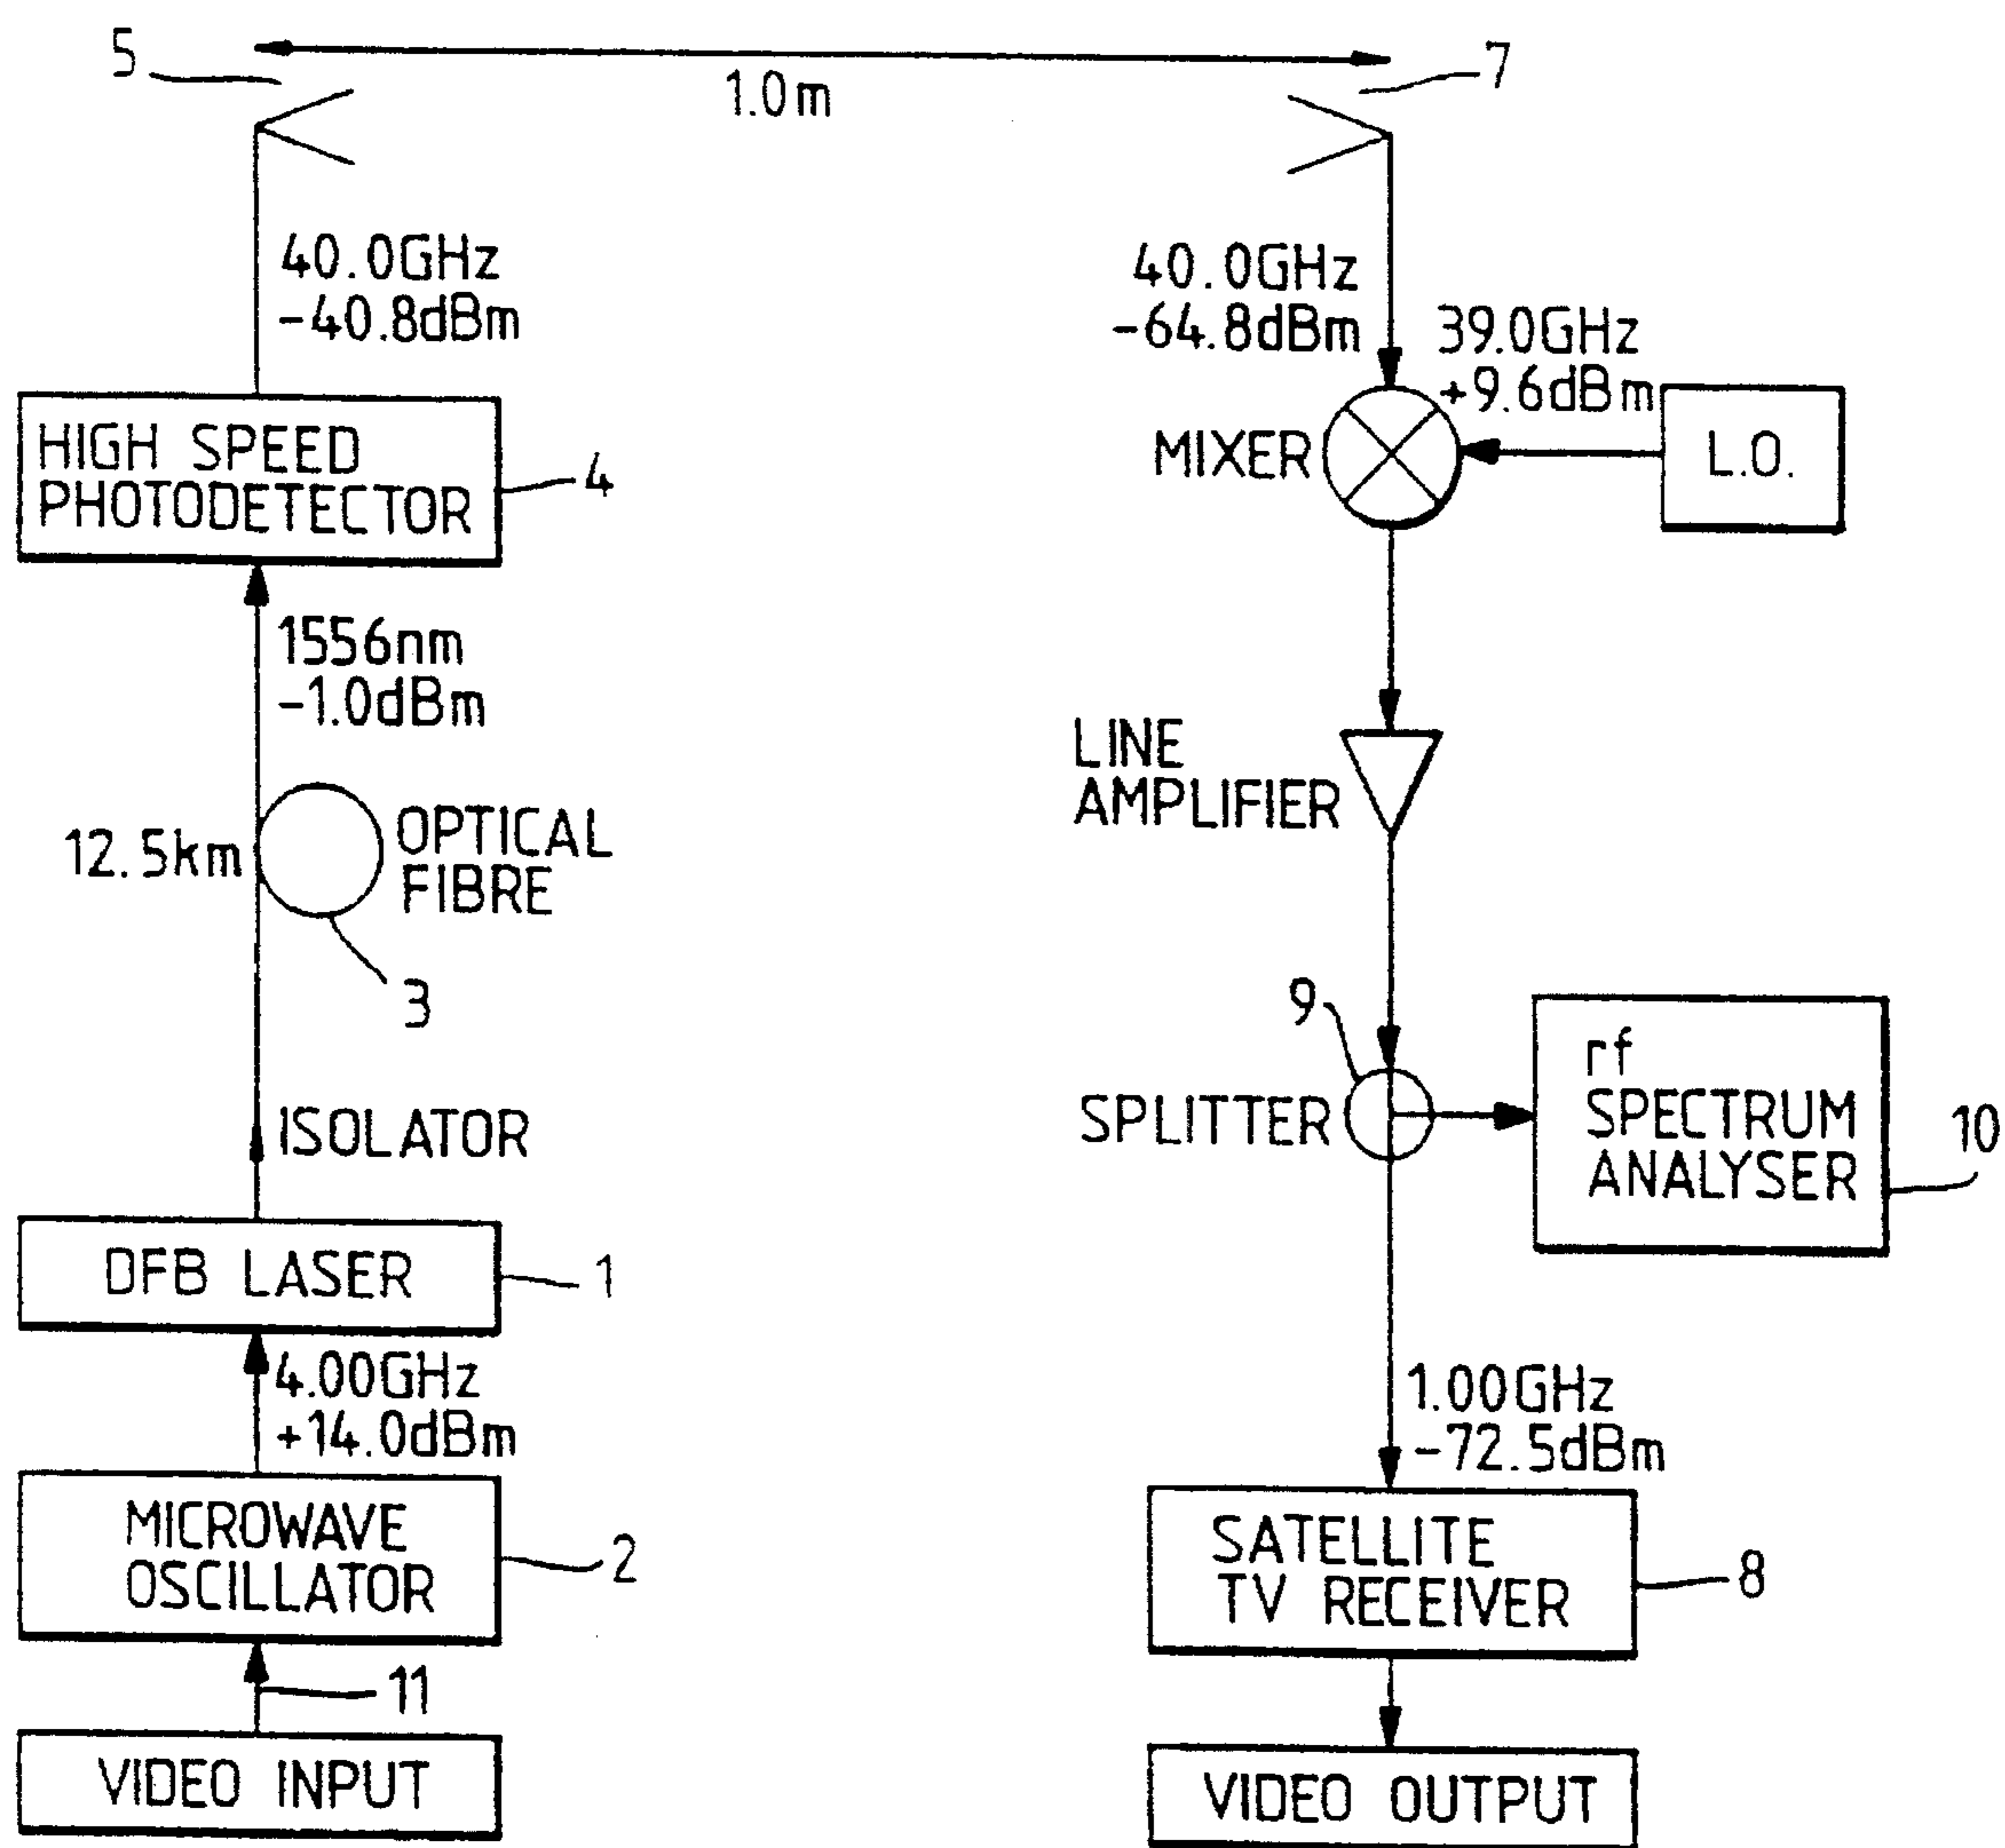 5
1.0m
7
40.0GHz
-40.8dBm
HIGH SPEED
PHOTODETECTOR
4
1556nm
-1.0dBm
12.5km
OPTICAL
FIBRE
3
ISOLATOR
DFB LASER
1
4.00GHz
+14.0dBm
MICROWAVE
OSCILLATOR
2
11
VIDEO INPUT
40.0GHz
-64.8dBm
39.0GHz
+9.6dBm
MIXER
L.O.
LINE
AMPLIFIER
9
SPLITTER
rf
SPECTRUM
ANALYSER
10
1.00GHz
-72.5dBm
SATELLITE
TV RECEIVER
8
VIDEO OUTPUT